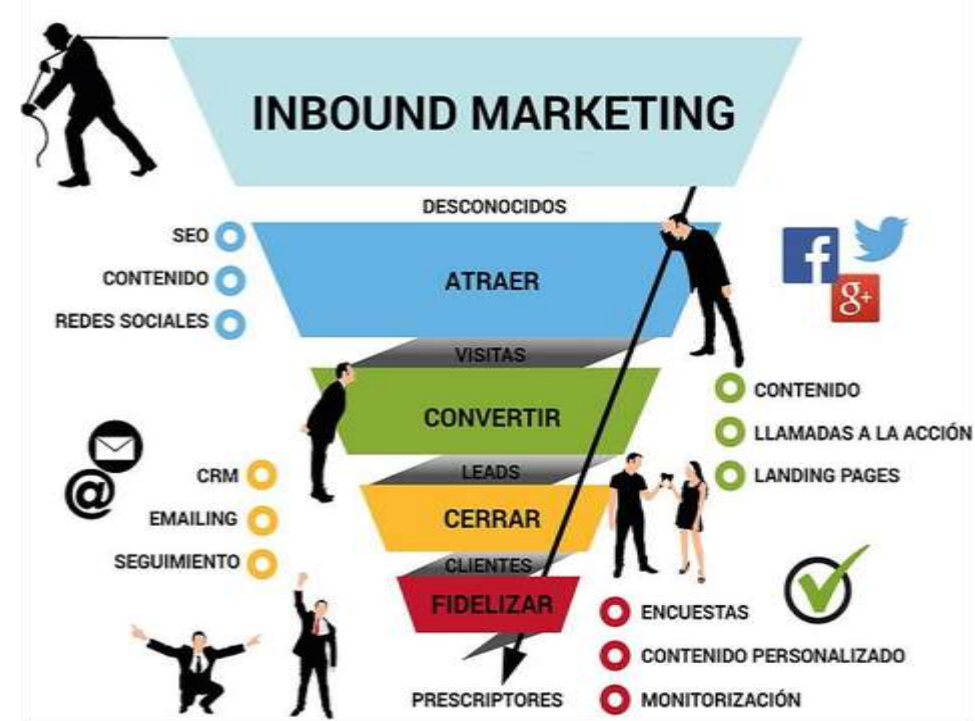 INBOUND MARKETING
DESCONOCIDOS
SEO
CONTENIDO
REDES SOCIALES
ATRAER
f
g+
VISITAS
CONVERTIR
CONTENIDO
LLAMADAS A LA ACCIÓN
LANDING PAGES
LEADS
@
CRM
EMAILING
SEGUIMIENTO
CERRAR
CLIENTES
FIDELIZAR
ENCUESTAS
CONTENIDO PERSONALIZADO
MONITORIZACIÓN
PRESCRIPTORES